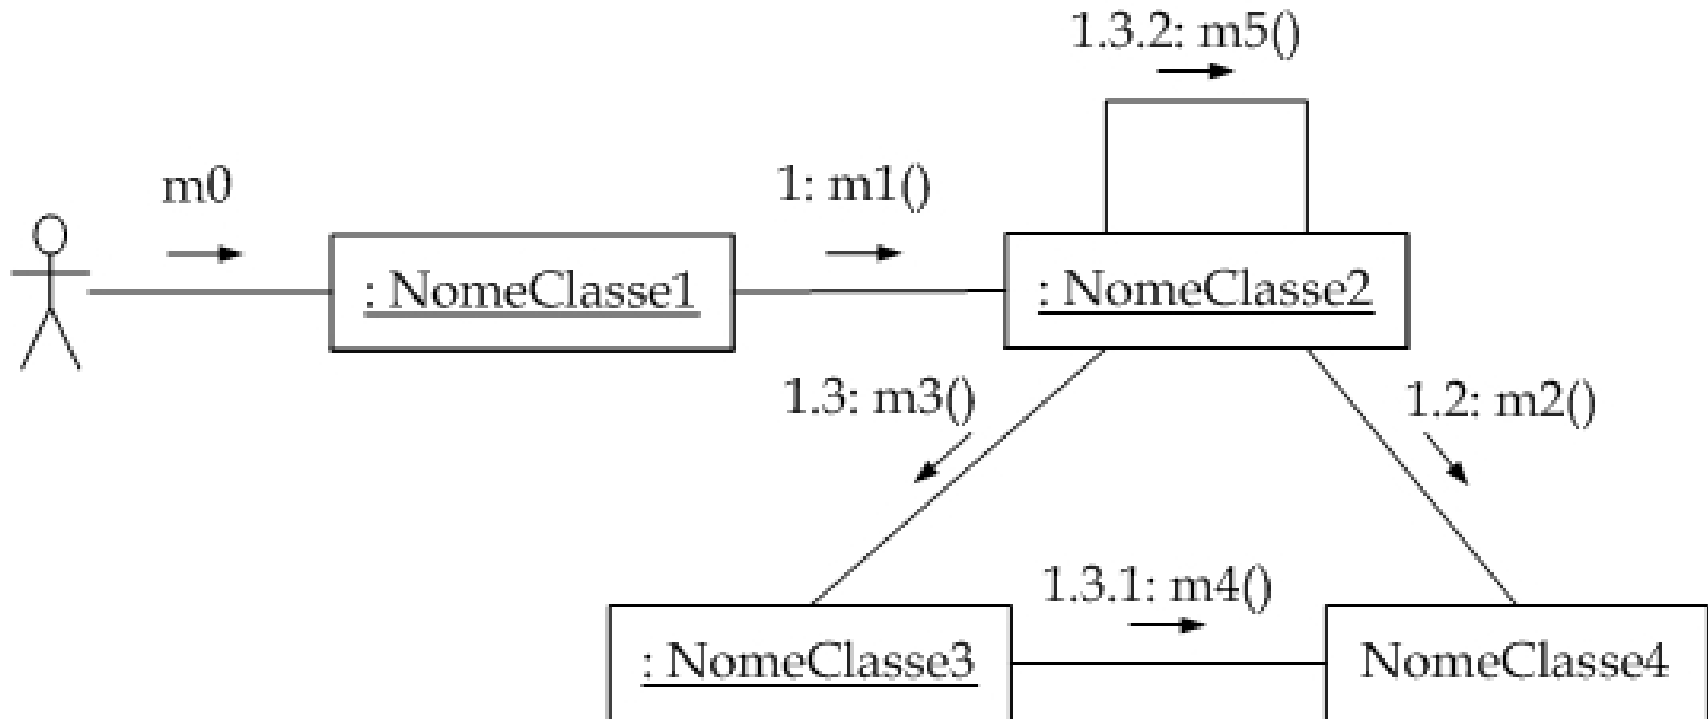 1.3.2: m5()
m0
1: m1()
: NomeClasse1
: NomeClasse2
1.3: m3()
1.2: m2()
1.3.1: m4()
: NomeClasse3
NomeClasse4